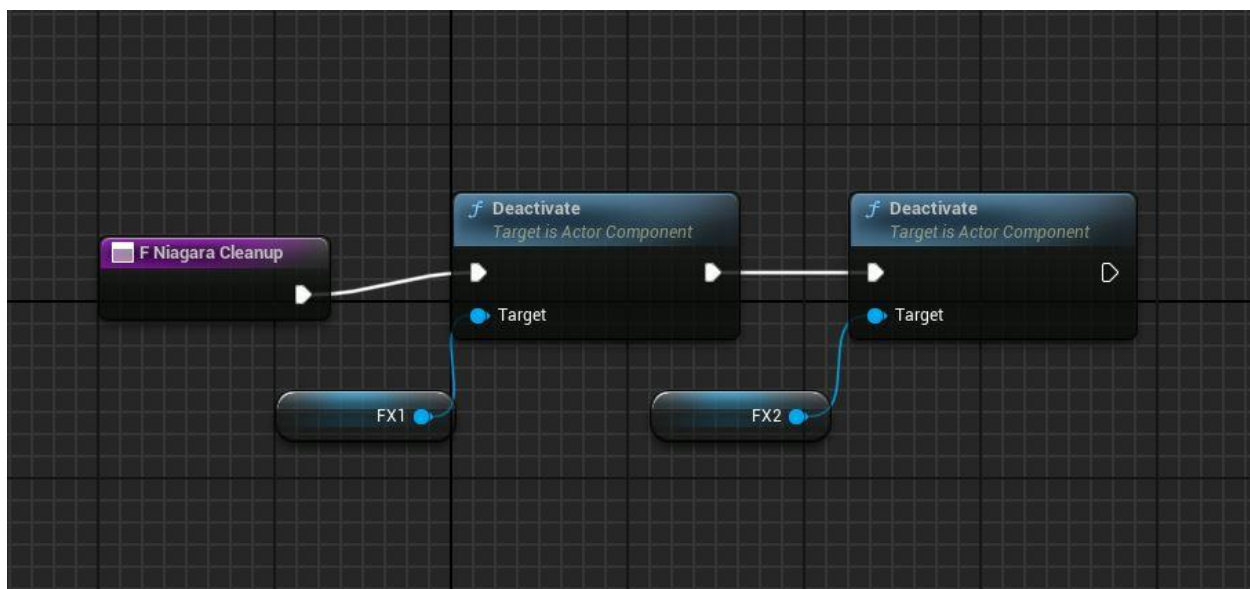 F Niagara Cleanup
Deactivate
Target is Actor Component
Target
FX1
Deactivate
Target is Actor Component
Target
FX2